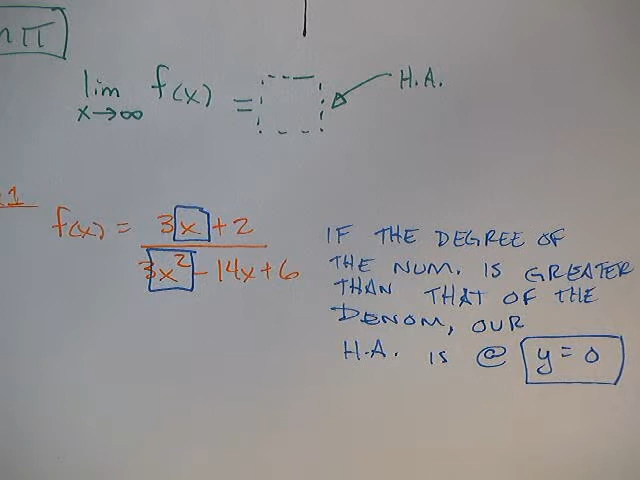 π
lim f(x) = H.A.
x→∞
1
f(x) = 3x + 2
3x² - 14x + 6
IF THE DEGREE OF
THE NUM. IS GREATER
THAN THAT OF THE
DENOM, OUR
H.A. IS @ y = 0